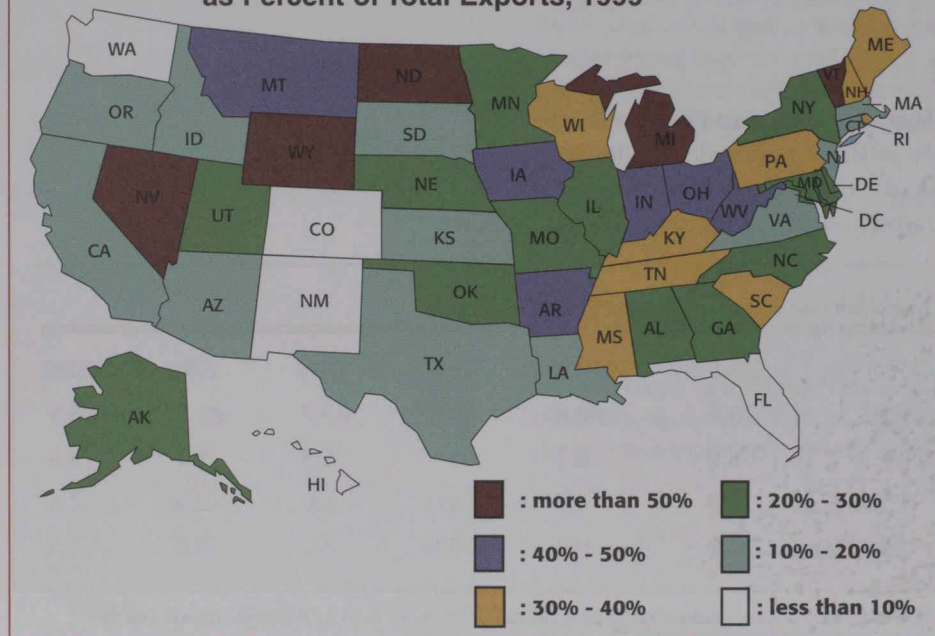 as Percent of Total Exports, 1999
WA
MT
ND
MN
OR
ID
SD
WI
MI
VT
NH
ME
NY
MA
RI
CT
WY
NV
UT
NE
IA
PA
NJ
DE
MD
DC
CO
CA
KS
MO
IL
IN
OH
WV
VA
KY
AZ
NM
OK
AR
TN
NC
SC
MS
AL
GA
TX
LA
FL
AK
HI
: more than 50%
: 20% - 30%
: 40% - 50%
: 10% - 20%
: 30% - 40%
: less than 10%